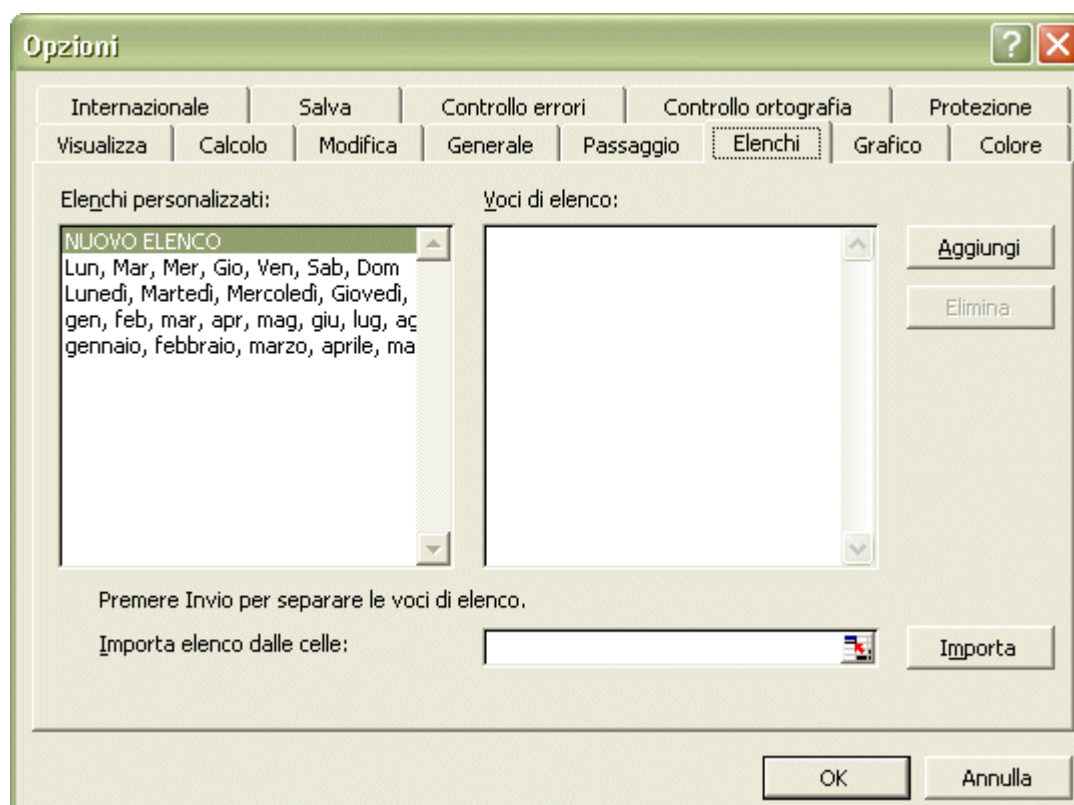 Opzioni
Internazionale Salva Controllo errori Controllo ortografia Protezione
Visualizza Calcolo Modifica Generale Passaggio Elenchi Grafico Colore
Elenchi personalizzati: Voci di elenco:
NUOVO ELENCO
Lun, Mar, Mer, Gio, Ven, Sab, Dom
Lunedì, Martedì, Mercoledì, Giovedì,
gen, feb, mar, apr, mag, giu, lug, ag
gennaio, febbraio, marzo, aprile, ma
Aggiungi
Elimina
Premere Invio per separare le voci di elenco.
Importa elenco dalle celle: Importa
OK Annulla